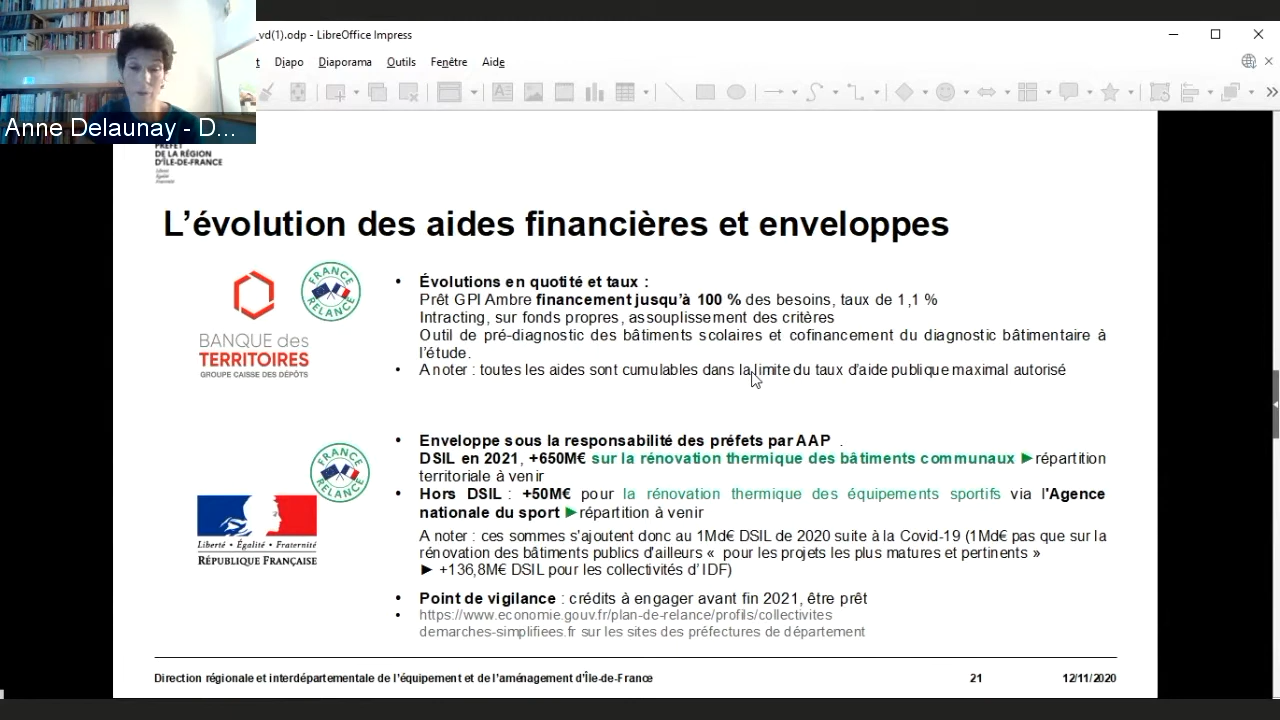 _vd(1).odp - LibreOffice Impress
Diapo Diaporama Outils Fenêtre Aide
Anne Delaunay - D...
PRÉFET
DE LA RÉGION
D'ÎLE-DE-FRANCE
Liberté
Égalité
Fraternité
L'évolution des aides financières et enveloppes
FRANCE
RELANCE
BANQUE des
TERRITOIRES
GROUPE CAISSE DES DÉPÔTS
• Évolutions en quotité et taux :
Prêt GPI Ambre financement jusqu'à 100 % des besoins, taux de 1,1 %
Intracting, sur fonds propres, assouplissement des critères
Outil de pré-diagnostic des bâtiments scolaires et cofinancement du diagnostic bâtimentaire à
l'étude.
• A noter : toutes les aides sont cumulables dans la limite du taux d'aide publique maximal autorisé
FRANCE
RELANCE
Liberté • Égalité • Fraternité
RÉPUBLIQUE FRANÇAISE
• Enveloppe sous la responsabilité des préfets par AAP .
DSIL en 2021, +650M€ sur la rénovation thermique des bâtiments communaux ►répartition
territoriale à venir
• Hors DSIL : +50M€ pour la rénovation thermique des équipements sportifs via l'Agence
nationale du sport ►répartition à venir
A noter : ces sommes s'ajoutent donc au 1Md€ DSIL de 2020 suite à la Covid-19 (1Md€ pas que sur la
rénovation des bâtiments publics d'ailleurs « pour les projets les plus matures et pertinents »
► +136,8M€ DSIL pour les collectivités d'IDF)
• Point de vigilance : crédits à engager avant fin 2021, être prêt
• https://www.economie.gouv.fr/plan-de-relance/profils/collectivites
demarches-simplifiees.fr sur les sites des préfectures de département
Direction régionale et interdépartementale de l'équipement et de l'aménagement d'Île-de-France 21 12/11/2020